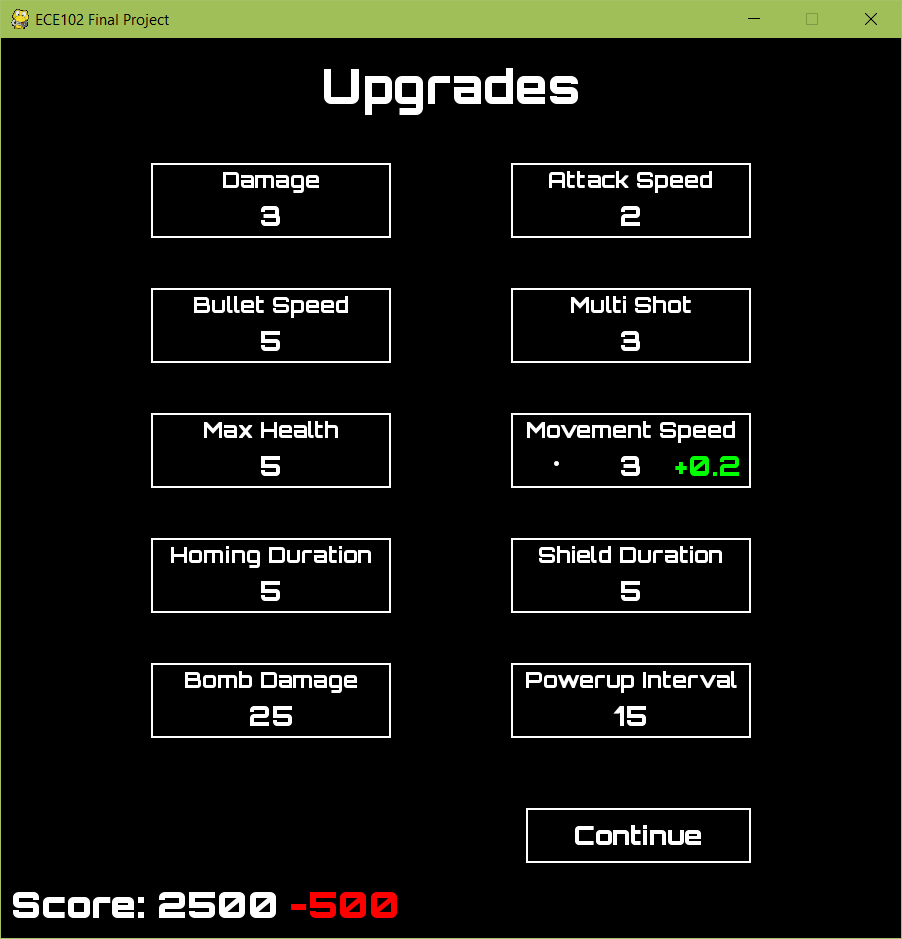 ECE102 Final Project
Upgrades
Damage
3
Attack Speed
2
Bullet Speed
5
Multi Shot
3
Max Health
5
Movement Speed
3 +0.2
Homing Duration
5
Shield Duration
5
Bomb Damage
25
Powerup Interval
15
Continue
Score: 2500 -500